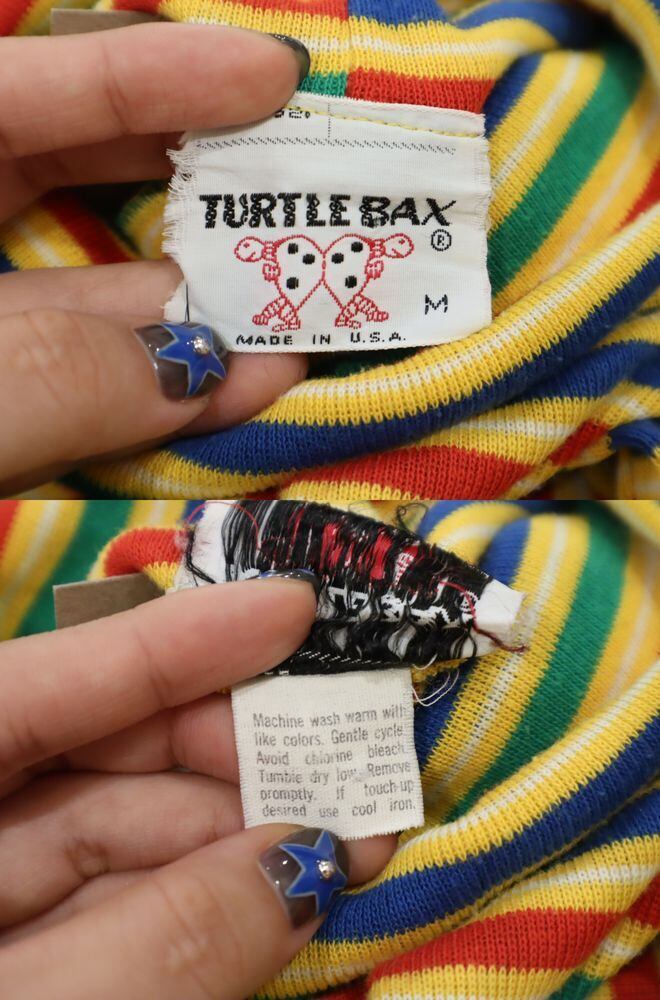 TURTLE BAX
®
M
MADE IN U.S.A.
Machine wash warm with
like colors. Gentle cycle.
Avoid chlorine bleach.
Tumble dry low. Remove
promptly. If touch-up
desired use cool iron.